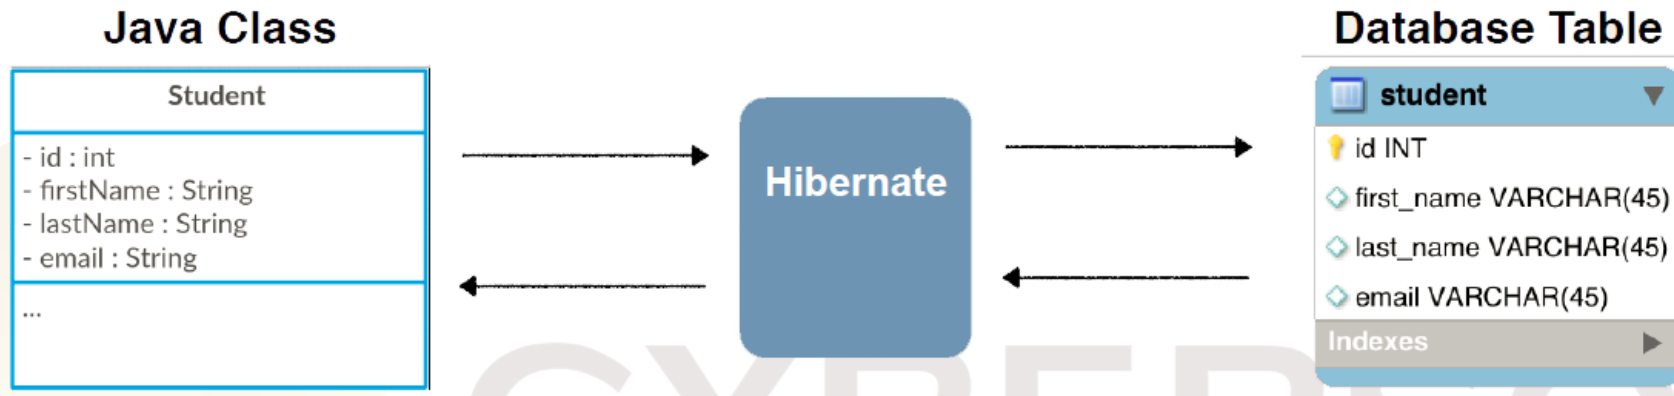 Java Class
Student
- id : int
- firstName : String
- lastName : String
- email : String
...
Hibernate
Database Table
student
id INT
first_name VARCHAR(45)
last_name VARCHAR(45)
email VARCHAR(45)
Indexes